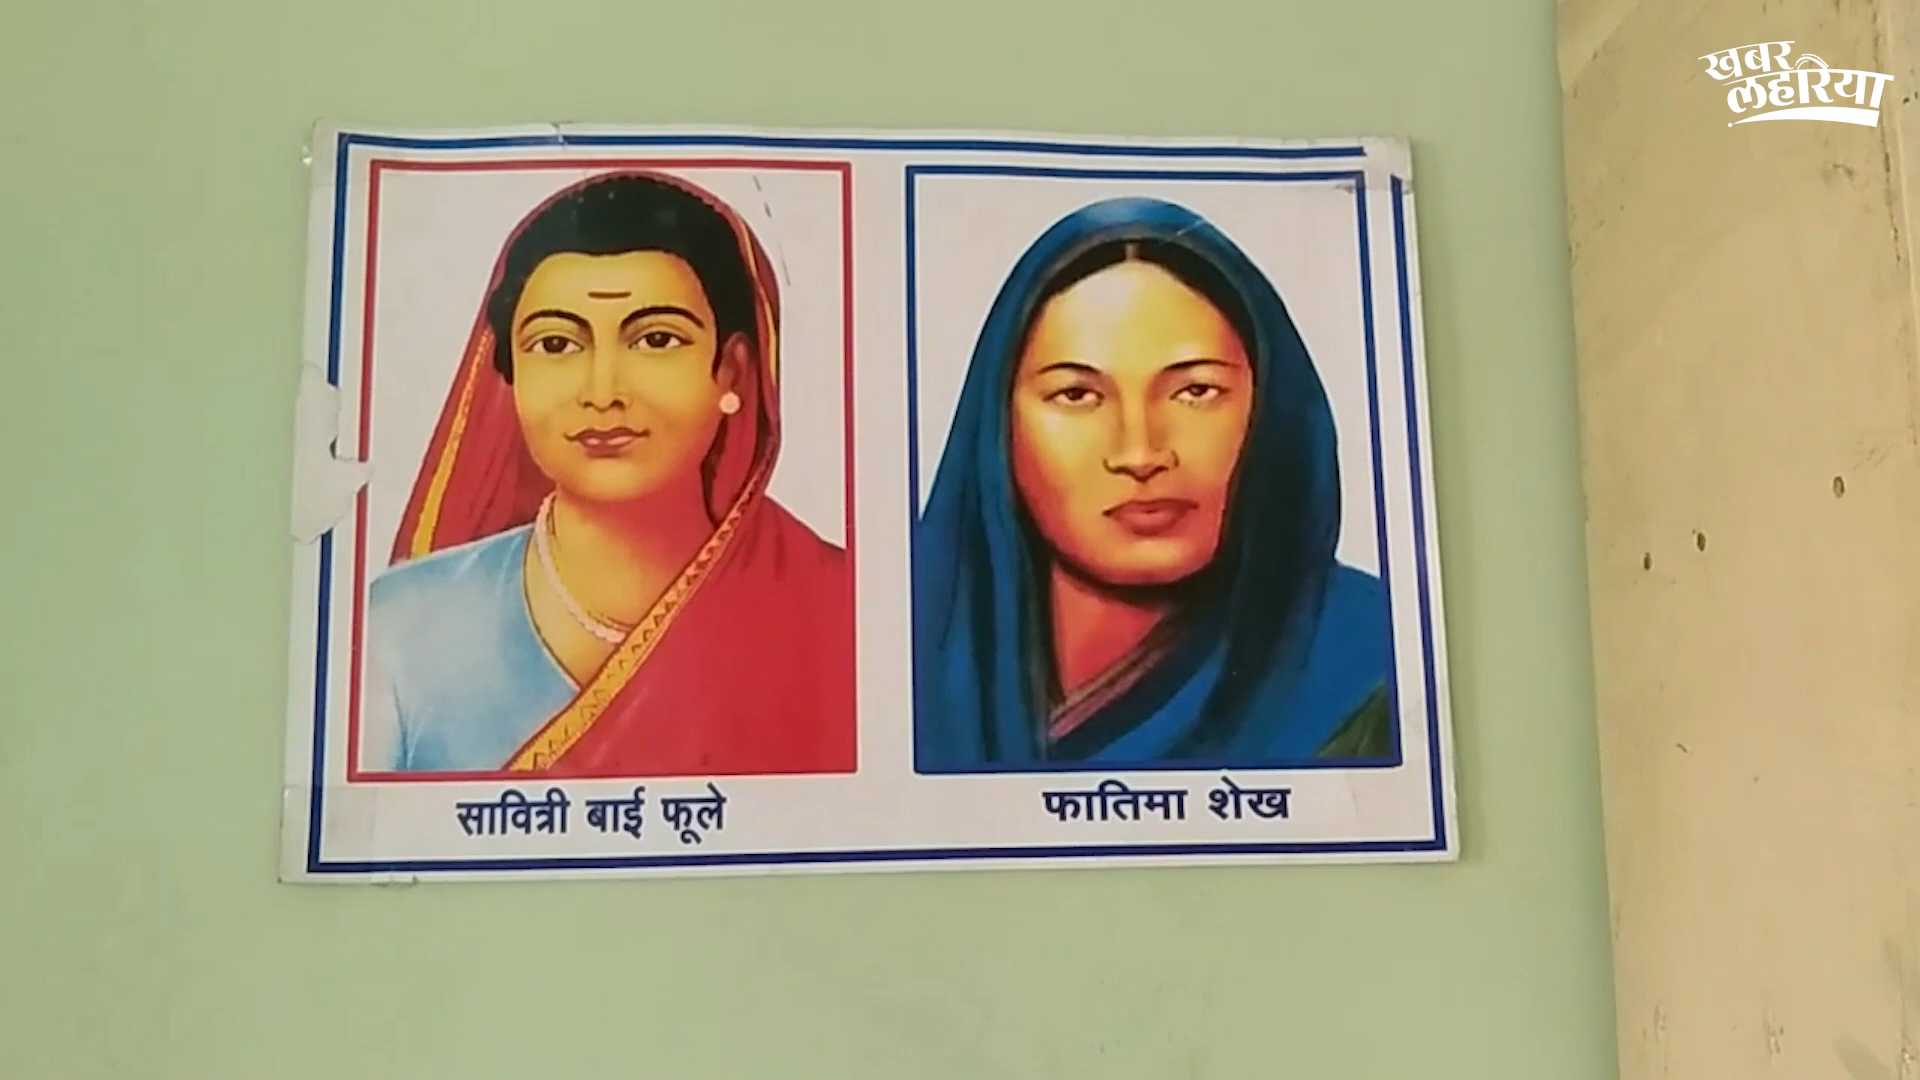 खबर
लहरिया
सावित्री बाई फूले
फातिमा शेख